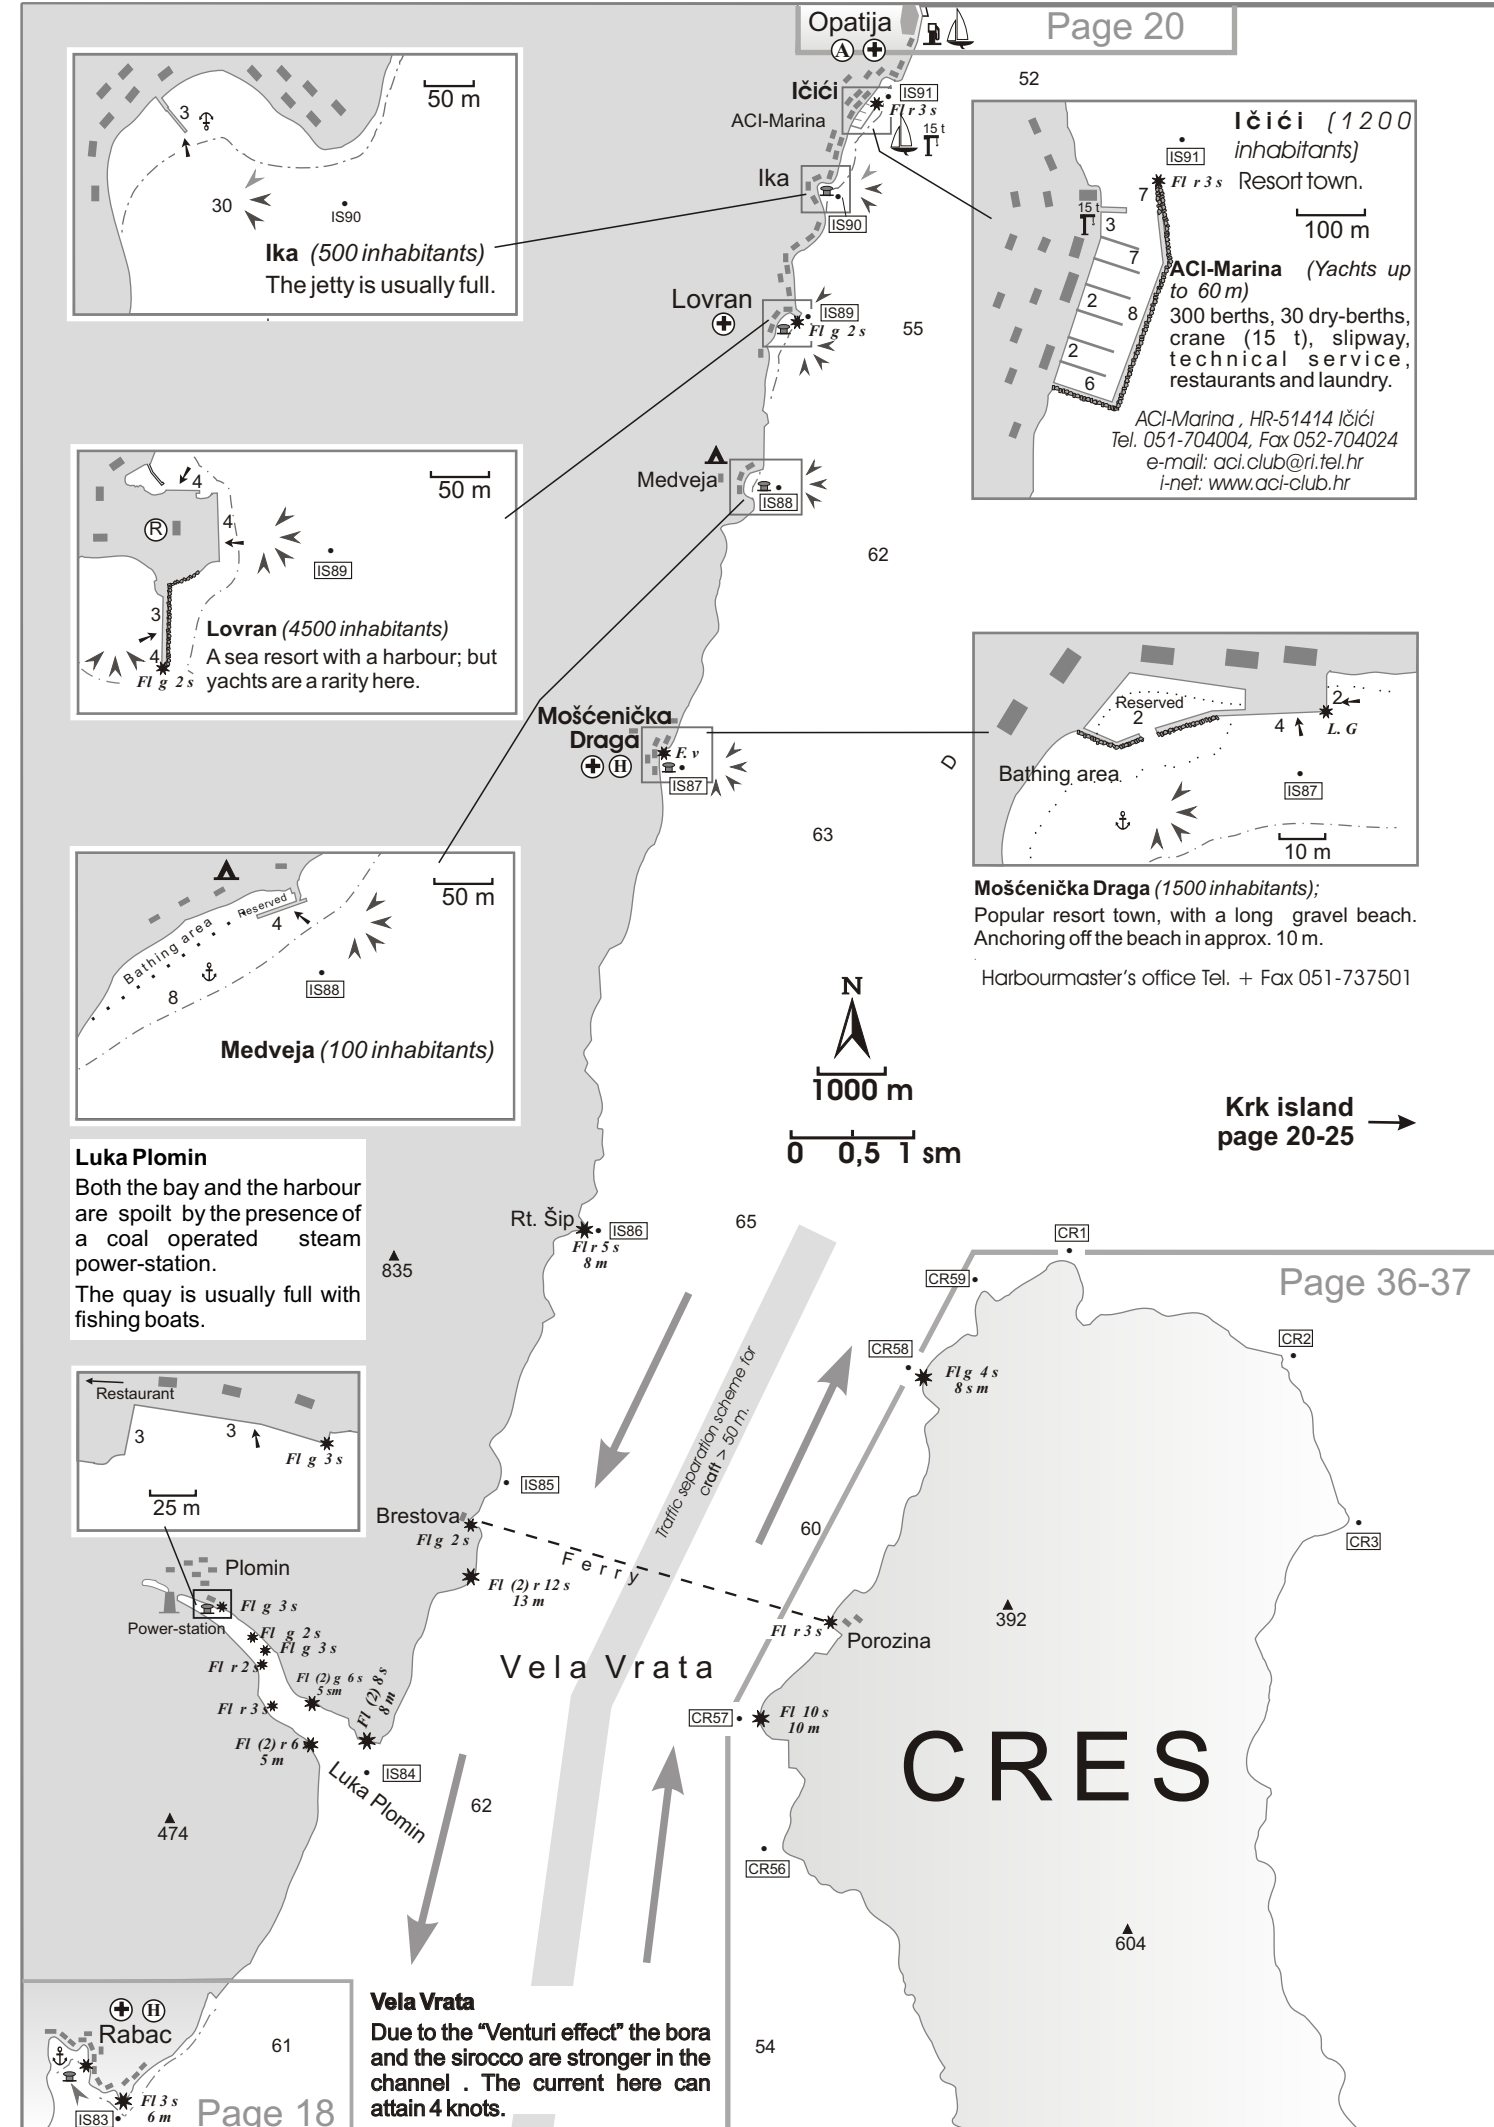 Opatija
A
Page 20
Ičići
ACI-Marina
IS91
Fl r 3 s
15 t
52
50 m
3
30
IS90
Ika (500 inhabitants)
The jetty is usually full.
Ika
IS90
Ičići (1200
inhabitants)
Resort town.
IS91
Fl r 3 s
7
100 m
15 t
3
7
2
8
2
6
ACI-Marina (Yachts up
to 60 m)
300 berths, 30 dry-berths,
crane (15 t), slipway,
technical service,
restaurants and laundry.
ACI-Marina , HR-51414 Ičići
Tel. 051-704004, Fax 052-704024
e-mail: aci.club@ri.tel.hr
i-net: www.aci-club.hr
Lovran
IS89
Fl g 2 s
55
4
50 m
R
4
IS89
3
4
Fl g 2 s
Lovran (4500 inhabitants)
A sea resort with a harbour; but
yachts are a rarity here.
Medveja
IS88
62
Mošćenička
Draga
H
F. v
IS87
D
63
Reserved
2
2
4
L. G
Bathing area
IS87
10 m
Mošćenička Draga (1500 inhabitants);
Popular resort town, with a long gravel beach.
Anchoring off the beach in approx. 10 m.
Harbourmaster's office Tel. + Fax 051-737501
50 m
Reserved
4
Bathing area
8
IS88
Medveja (100 inhabitants)
N
1000 m
0 0,5 1 sm
Krk island
page 20-25
Luka Plomin
Both the bay and the harbour
are spoilt by the presence of
a coal operated steam
power-station.
The quay is usually full with
fishing boats.
835
Rt. Šip
IS86
Fl r 5 s
8 m
65
CR1
CR59
Page 36-37
CR58
Fl g 4 s
8 s m
CR2
Traffic separation scheme for
craft > 50 m.
Restaurant
3
3
Fl g 3 s
25 m
IS85
Brestova
Fl g 2 s
Ferry
60
CR3
Fl (2) r 12 s
13 m
Plomin
Fl g 3 s
Power-station
Fl g 2 s
Fl g 3 s
Fl r 2 s
Fl (2) g 6 s
5 sm
Fl r 3 s
Fl (2) 8 s
8 m
Fl (2) r 6
5 m
IS84
Luka Plomin
Fl r 3 s
Porozina
392
Vela Vrata
CR57
Fl 10 s
10 m
CRES
62
474
CR56
604
H
Rabac
61
Fl 3 s
6 m
IS83
Page 18
Vela Vrata
Due to the “Venturi effect” the bora
and the sirocco are stronger in the
channel . The current here can
attain 4 knots.
54